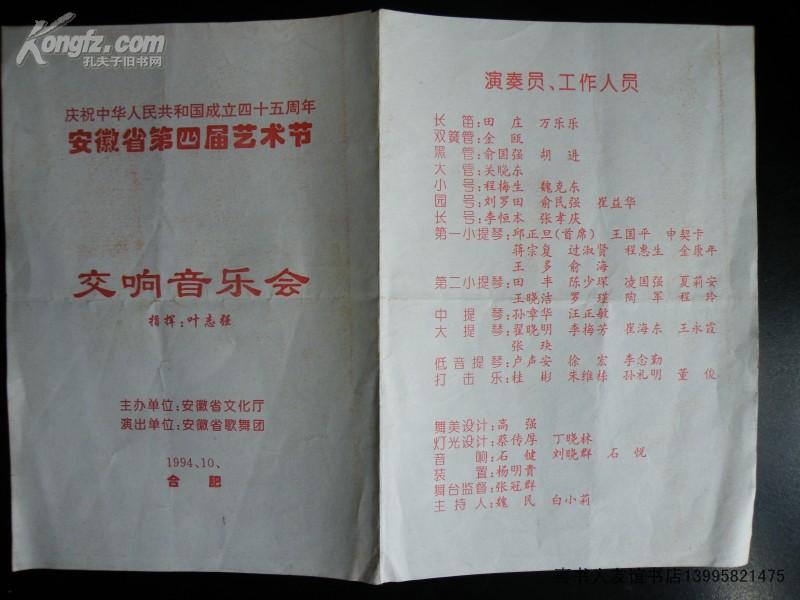 Kongfz.com
孔夫子旧书网
庆祝中华人民共和国成立四十五周年
安徽省第四届艺术节
交响音乐会
指挥:叶志强
主办单位:安徽省文化厅
演出单位:安徽省歌舞团
1994.10、
合肥
演奏员、工作人员
长笛:田庄 万乐乐
双簧管:金瓯
黑管:俞国强 胡进
大管:关晓东
小号:程梅生 魏克东
园号:刘罗田 俞民强 崔益华
长号:李恒本 张孝庆
第一小提琴:邱正旦(首席) 王国平 申契卡
蒋宗复 过淑贤 程惠生 金康年
王多 俞海
第二小提琴:田丰 陈少琛 凌国强 夏莉安
王晓洁 罗瑾 陶军 程玲
中提琴:孙章华 汪正敏
大提琴:翟晓明 李梅芳 崔海东 王永霞
张玦
低音提琴:卢声安 徐宏 李念勤
打击乐:桂彬 朱维栋 孙礼明 董俊
舞美设计:高强
灯光设计:蔡传厚 丁晓林
音响:石健 刘晓群 石悦
装置:杨明贵
舞台监督:张冠群
主持人:魏民 白小莉
书人友谊书店13995821475